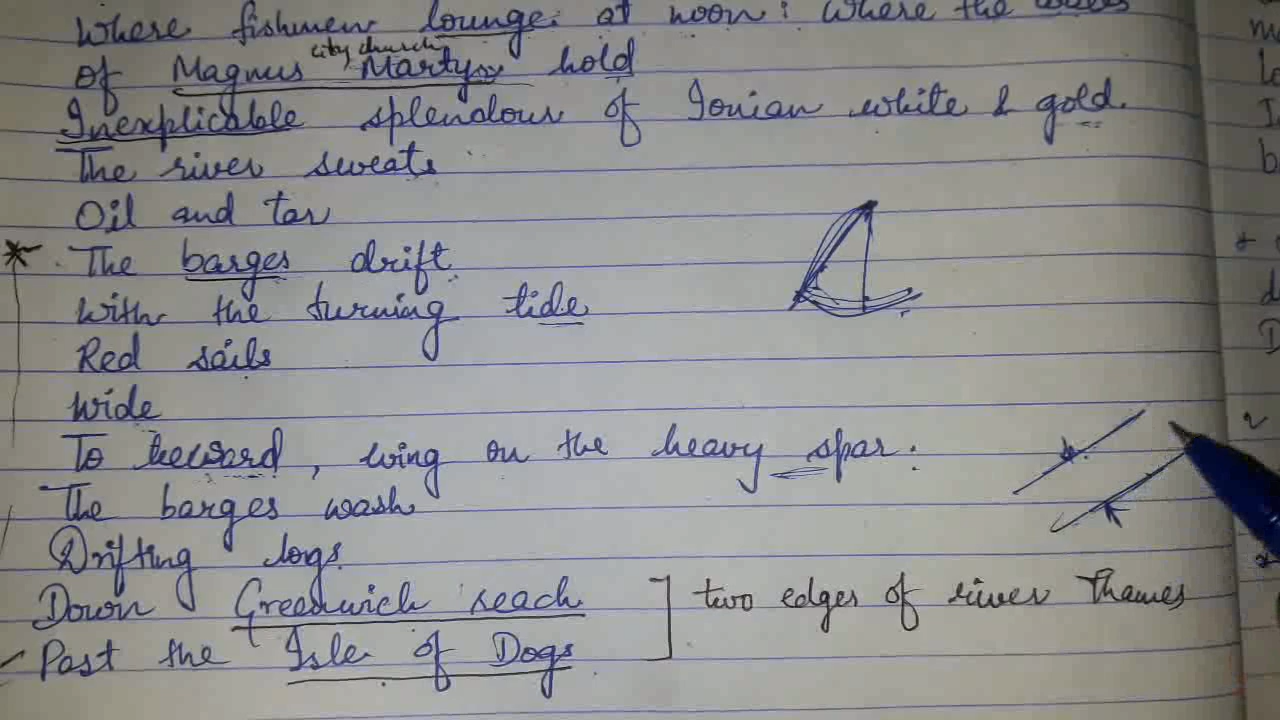 Where fishmen lounge at noon: Where the walls
city church
of Magnus Martyr hold
Inexplicable splendour of Ionian white & gold.
The river sweats
Oil and tar
The barges drift
With the turning tide
Red sails
Wide
To leeward, swing on the heavy spar.
The barges wash
Drifting logs
Down Greenwich reach
two edges of river Thames
Past the Isle of Dogs